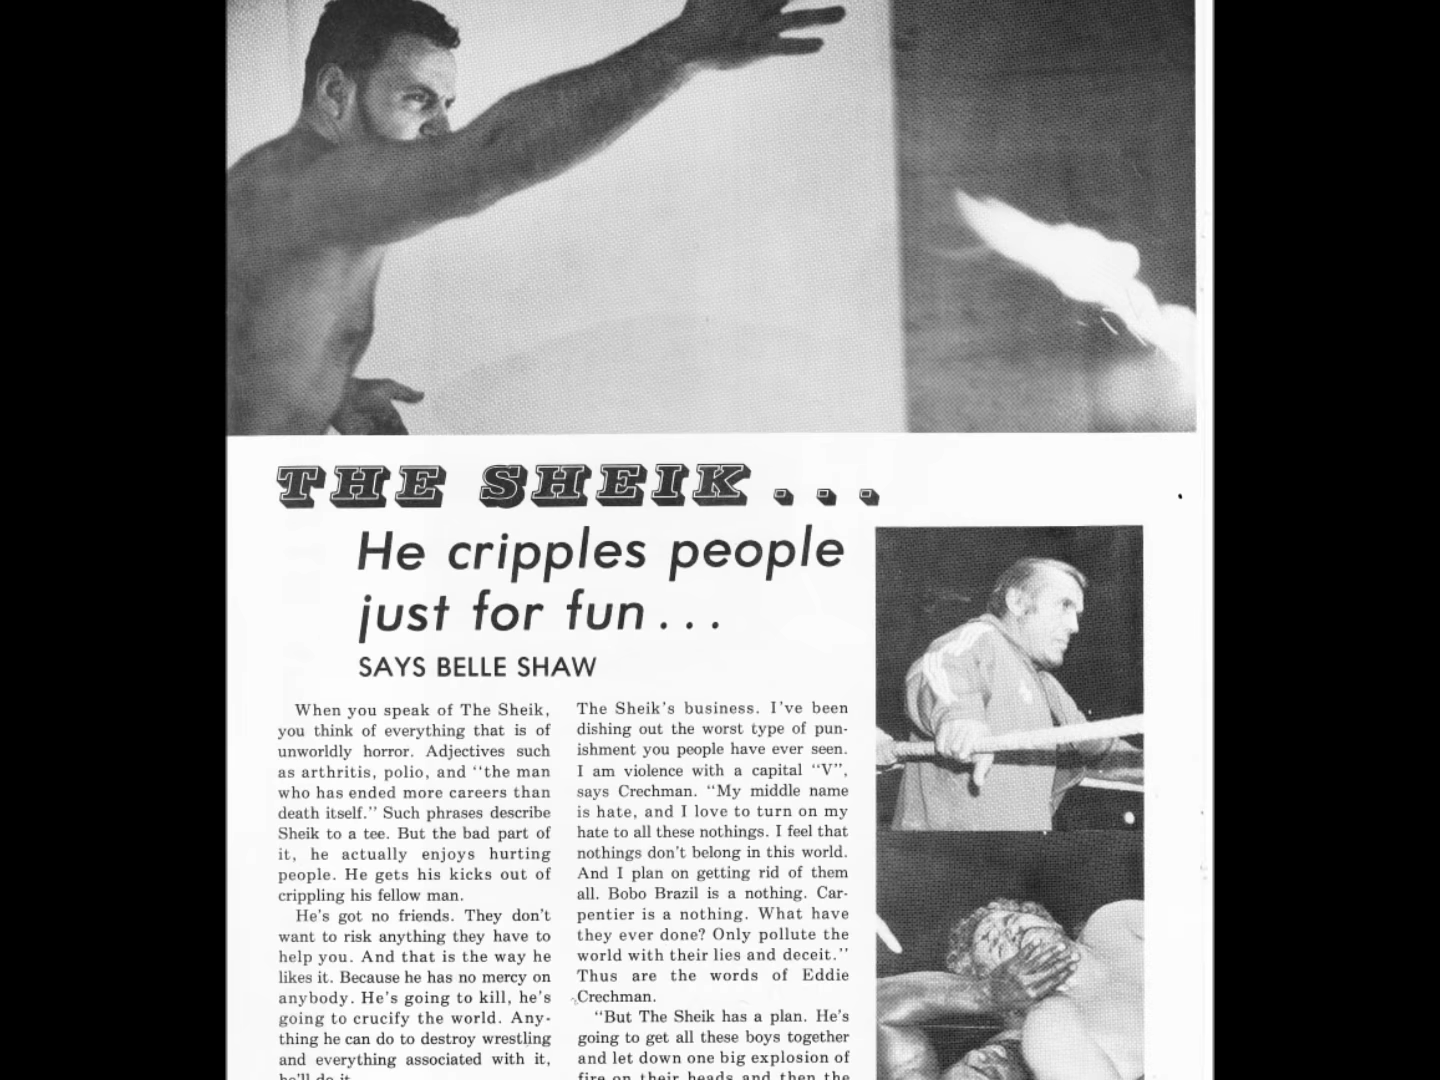 THE SHEIK...
He cripples people
just for fun...
SAYS BELLE SHAW
When you speak of The Sheik,
you think of everything that is of
unworldly horror. Adjectives such
as arthritis, polio, and “the man
who has ended more careers than
death itself.” Such phrases describe
Sheik to a tee. But the bad part of
it, he actually enjoys hurting
people. He gets his kicks out of
crippling his fellow man.
He's got no friends. They don't
want to risk anything they have to
help you. And that is the way he
likes it. Because he has no mercy on
anybody. He's going to kill, he's
going to crucify the world. Any-
thing he can do to destroy wrestling
and everything associated with it,
he'll do it.
The Sheik's business. I've been
dishing out the worst type of pun-
ishment you people have ever seen.
I am violence with a capital “V”,
says Crechman. “My middle name
is hate, and I love to turn on my
hate to all these nothings. I feel that
nothings don't belong in this world.
And I plan on getting rid of them
all. Bobo Brazil is a nothing. Car-
pentier is a nothing. What have
they ever done? Only pollute the
world with their lies and deceit.”
Thus are the words of Eddie
Crechman.
“But The Sheik has a plan. He's
going to get all these boys together
and let down one big explosion of
fire on their heads and then the